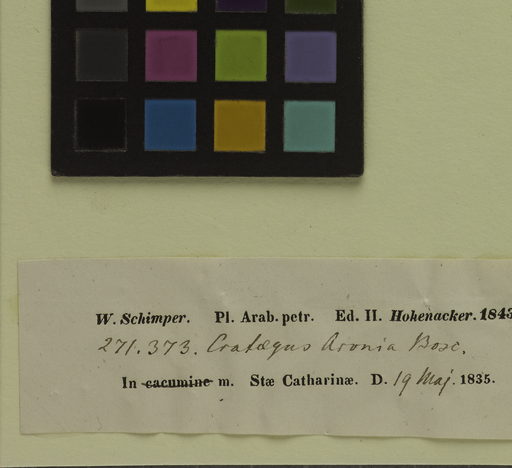 W. Schimper. Pl. Arab. petr. Ed. II. Hohenacker. 1843
271. 373. Cratægus Aronia Bosc.
In cacumine m. Stæ Catharinæ. D. 19 Maj. 1835.